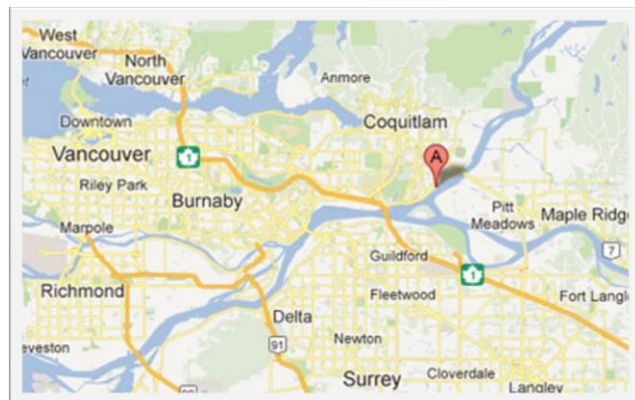 West
Vancouver
North
Vancouver
Anmore
Downtown
Coquitlam
Vancouver
1
A
Riley Park
Burnaby
Pitt
Meadows
Maple Ridg
Marpole
7
Guildford
1
Richmond
Fleetwood
Fort Langl
Delta
91
Newton
eveston
Surrey
Cloverdale
Langley